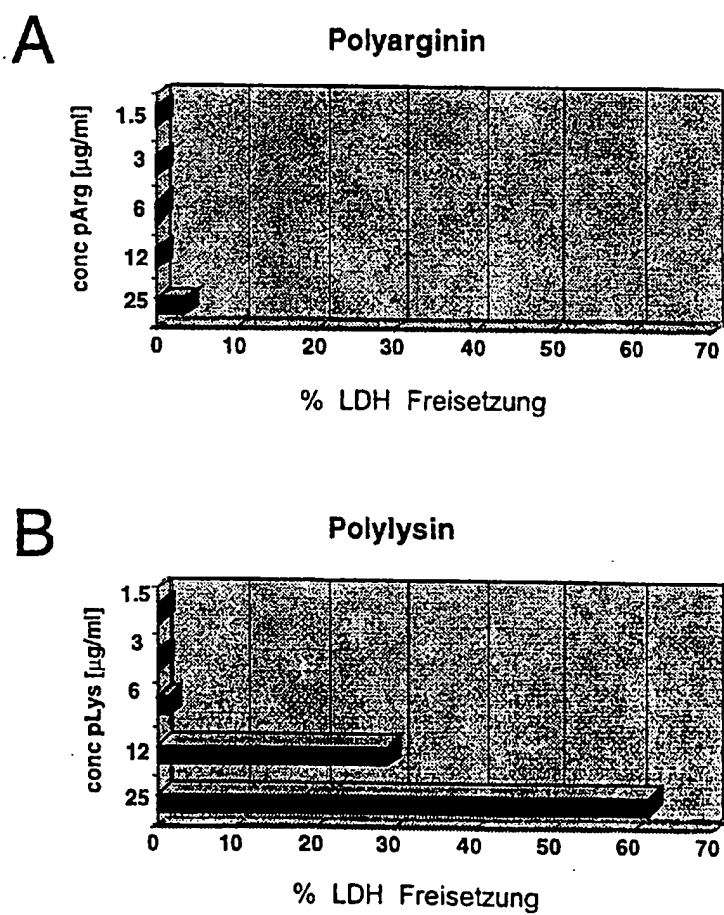 A
Polyarginin
conc pArg [µg/ml]
1.5
3
6
12
25
0 10 20 30 40 50 60 70
% LDH Freisetzung
B
Polylysin
conc pLys [µg/ml]
1.5
3
6
12
25
0 10 20 30 40 50 60 70
% LDH Freisetzung